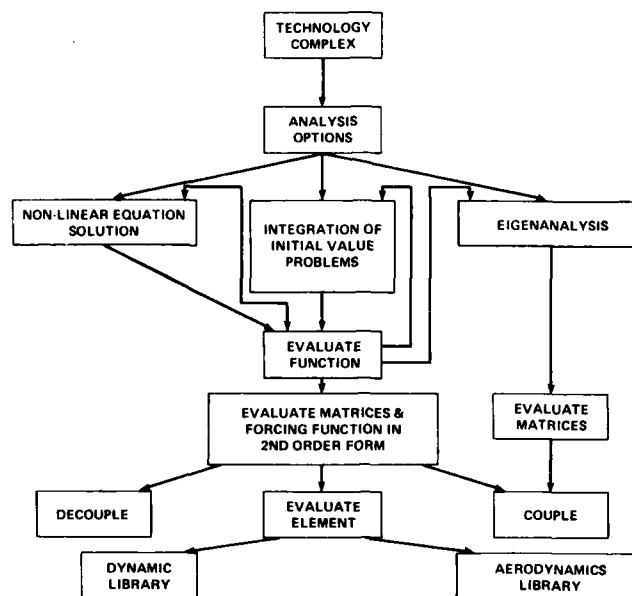 TECHNOLOGY
COMPLEX
ANALYSIS
OPTIONS
NON-LINEAR EQUATION
SOLUTION
INTEGRATION OF
INITIAL VALUE
PROBLEMS
EIGENANALYSIS
EVALUATE
FUNCTION
EVALUATE MATRICES &
FORCING FUNCTION IN
2ND ORDER FORM
EVALUATE
MATRICES
DECOUPLE
EVALUATE
ELEMENT
COUPLE
DYNAMIC
LIBRARY
AERODYNAMICS
LIBRARY